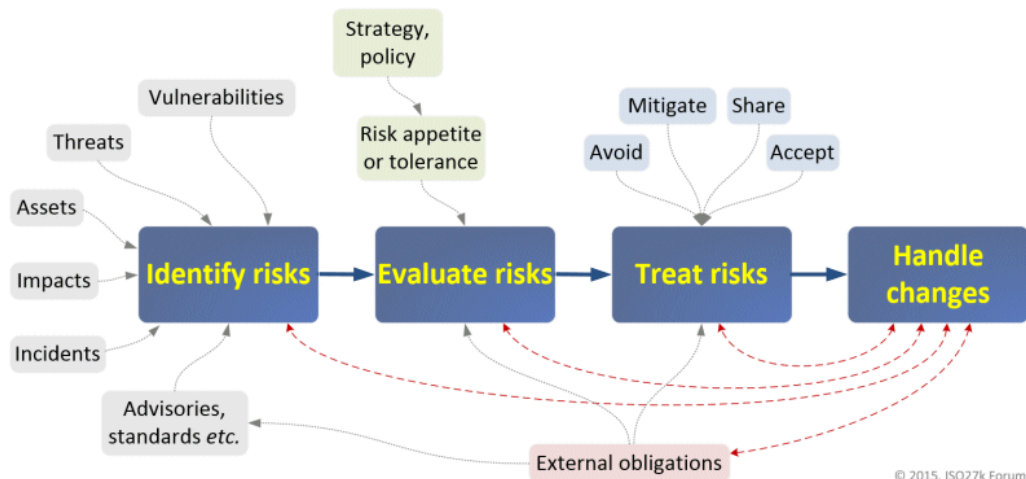 Strategy,
policy
Vulnerabilities
Mitigate
Share
Threats
Risk appetite
or tolerance
Avoid
Accept
Assets
Identify risks
Evaluate risks
Treat risks
Handle
changes
Impacts
Incidents
Advisories,
standards etc.
External obligations
© 2015, ISO27k Forum